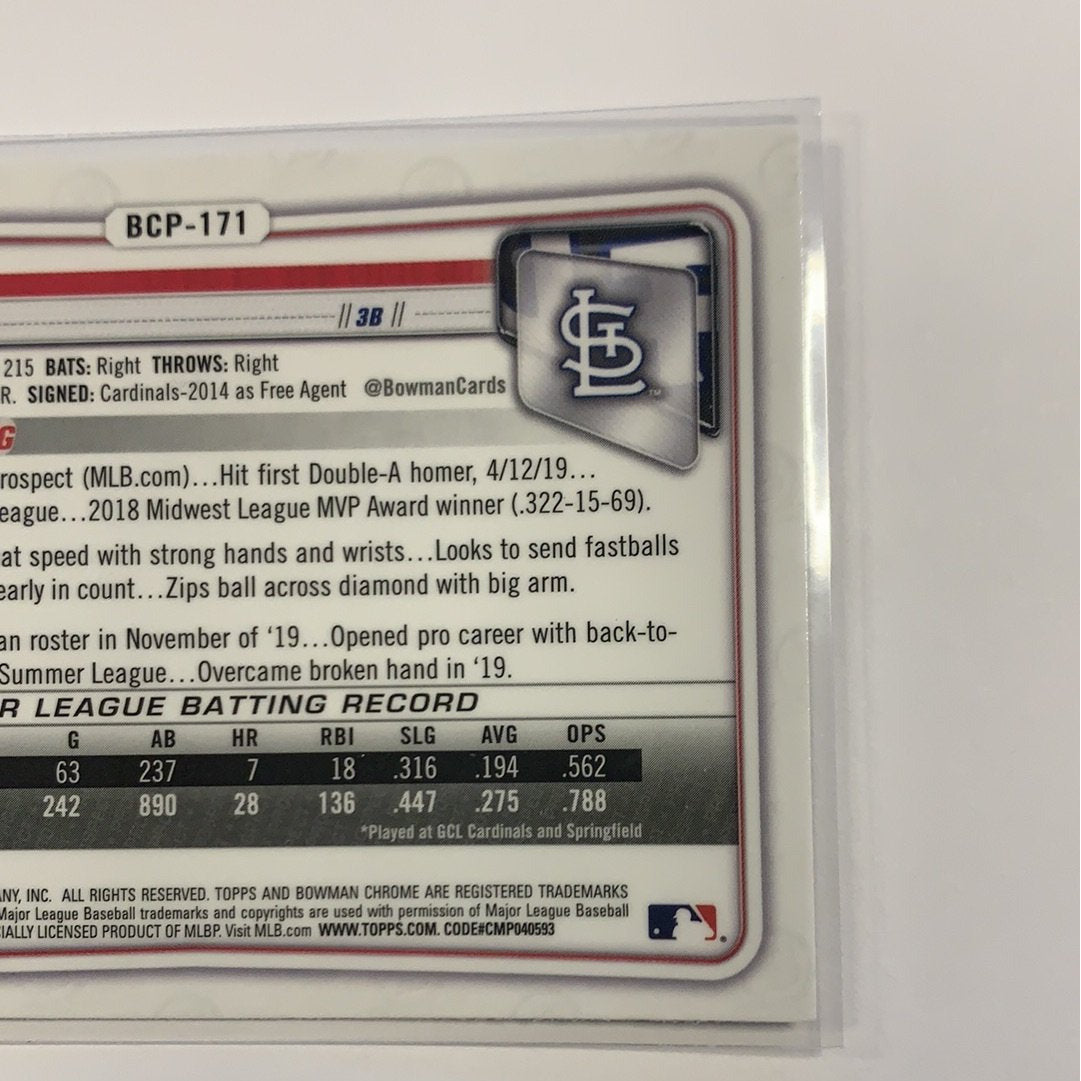 BCP-171
// 3B //
STL
™
215 BATS: Right THROWS: Right
R. SIGNED: Cardinals-2014 as Free Agent @BowmanCards
G
rospect (MLB.com)...Hit first Double-A homer, 4/12/19...
eague...2018 Midwest League MVP Award winner (.322-15-69).
at speed with strong hands and wrists...Looks to send fastballs
early in count...Zips ball across diamond with big arm.
an roster in November of ‘19...Opened pro career with back-to-
Summer League...Overcame broken hand in ‘19.
R LEAGUE BATTING RECORD
G AB HR RBI SLG AVG OPS
63 237 7 18 .316 .194 .562
242 890 28 136 .447 .275 .788
*Played at GCL Cardinals and Springfield
NY, INC. ALL RIGHTS RESERVED. TOPPS AND BOWMAN CHROME ARE REGISTERED TRADEMARKS
Major League Baseball trademarks and copyrights are used with permission of Major League Baseball
IALLY LICENSED PRODUCT OF MLBP. Visit MLB.com WWW.TOPPS.COM. CODE#CMP040593
®